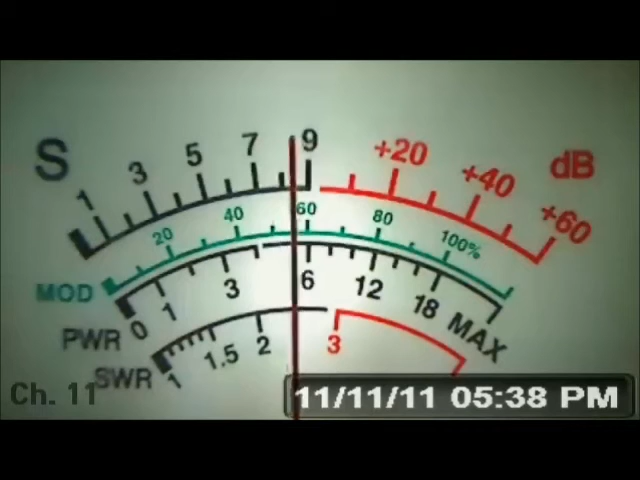 S 1 3 5 7 9 +20 +40 +60 dB
MOD 20 40 60 80 100%
PWR 0 1 3 6 12 18 MAX
SWR 1 1.5 2 3
Ch. 11
11/11/11 05:38 PM